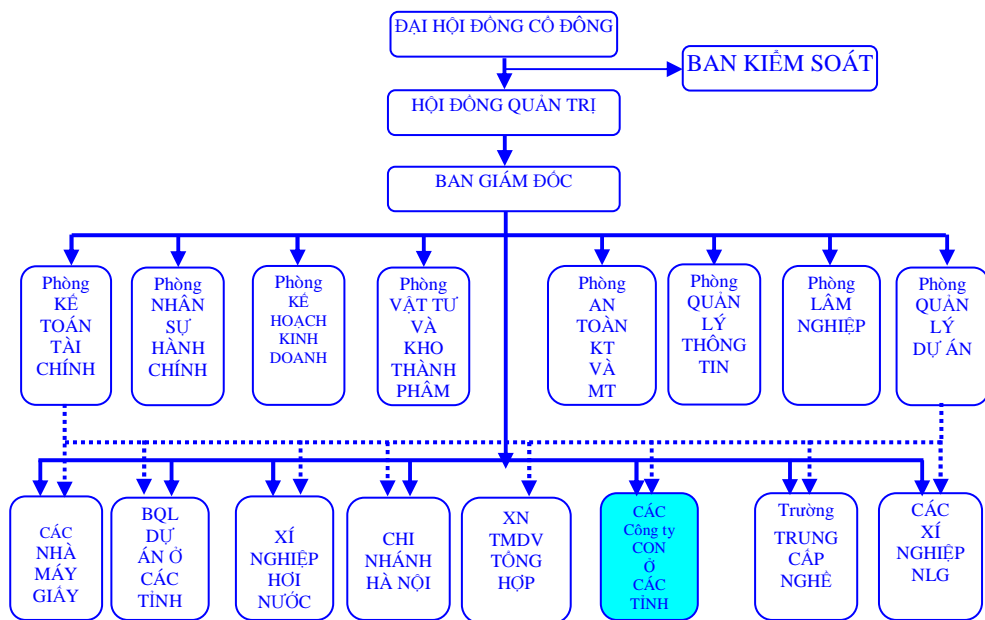 ĐẠI HỘI ĐỒNG CỔ ĐÔNG
BAN KIỂM SOÁT
HỘI ĐỒNG QUẢN TRỊ
BAN GIÁM ĐỐC
Phòng
KẾ
TOÁN
TÀI
CHÍNH
Phòng
NHÂN
SỰ
HÀNH
CHÍNH
Phòng
KẾ
HOẠCH
KINH
DOANH
Phòng
VẬT TƯ
VÀ
KHO
THÀNH
PHẨM
Phòng
AN
TOÀN
KT
VÀ
MT
Phòng
QUẢN
LÝ
THÔNG
TIN
Phòng
LÂM
NGHIỆP
Phòng
QUẢN
LÝ
DỰ ÁN
CÁC
NHÀ
MÁY
GIẤY
BQL
DỰ
ÁN Ở
CÁC
TỈNH
XÍ
NGHIỆP
HƠI
NƯỚC
CHI
NHÁNH
HÀ NỘI
XN
TMDV
TỔNG
HỢP
CÁC
Công ty
CON
Ở
CÁC
TỈNH
Trường
TRUNG
CẤP
NGHỀ
CÁC
XÍ
NGHIỆP
NLG